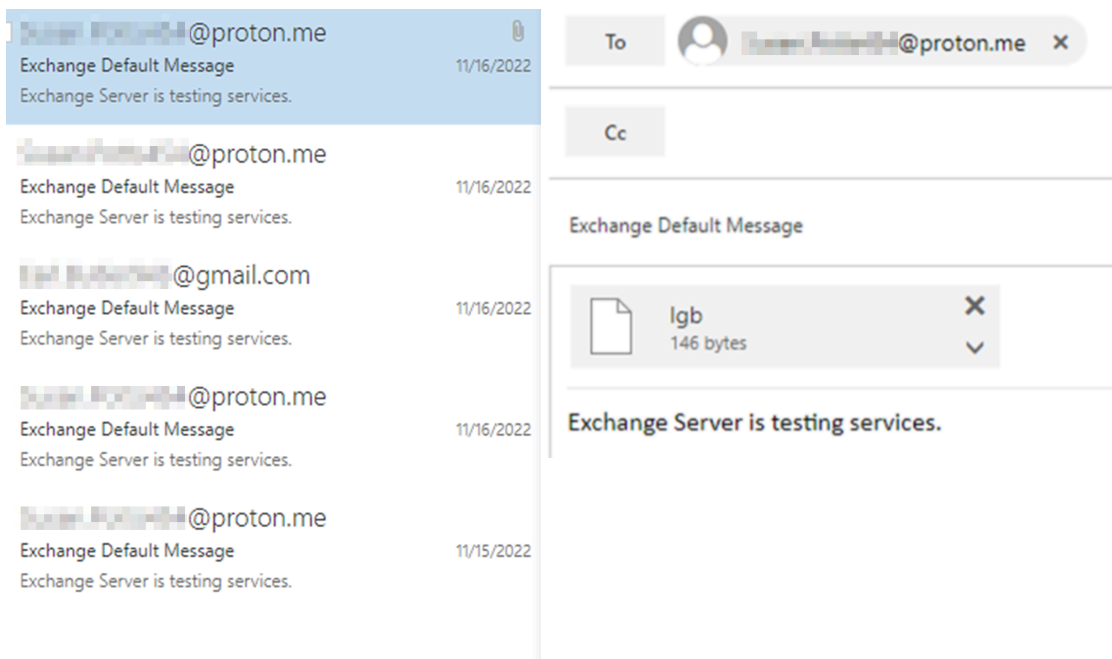 @proton.me
Exchange Default Message 11/16/2022
Exchange Server is testing services.
@proton.me
Exchange Default Message 11/16/2022
Exchange Server is testing services.
@gmail.com
Exchange Default Message 11/16/2022
Exchange Server is testing services.
@proton.me
Exchange Default Message 11/16/2022
Exchange Server is testing services.
@proton.me
Exchange Default Message 11/15/2022
Exchange Server is testing services.
To @proton.me
Cc
Exchange Default Message
lgb
146 bytes
Exchange Server is testing services.